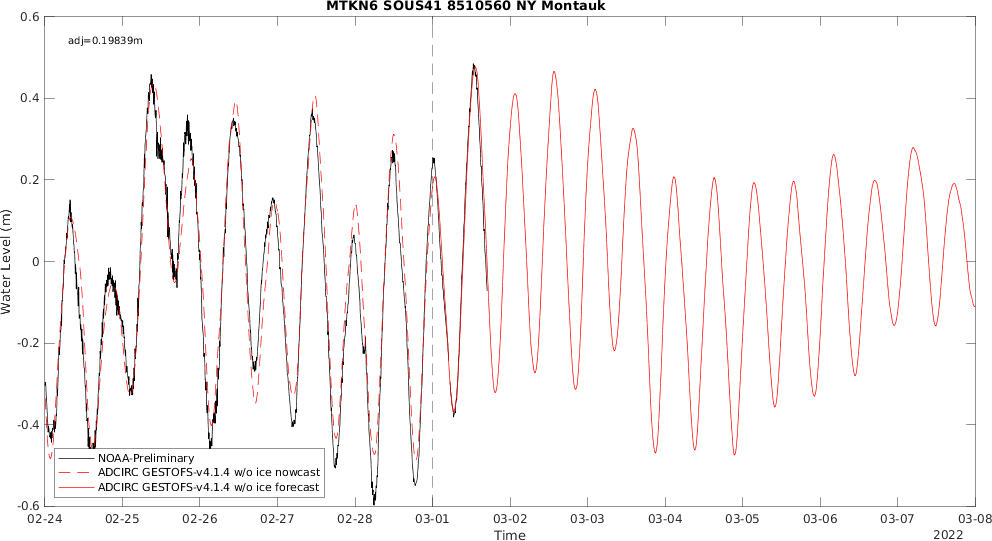 MTKN6 SOUS41 8510560 NY Montauk
adj=0.19839m
0.6
0.4
0.2
0
-0.2
-0.4
-0.6
Water Level (m)
NOAA-Preliminary
ADCIRC GESTOFS-v4.1.4 w/o ice nowcast
ADCIRC GESTOFS-v4.1.4 w/o ice forecast
02-24 02-25 02-26 02-27 02-28 03-01 03-02 03-03 03-04 03-05 03-06 03-07 03-08
Time
2022